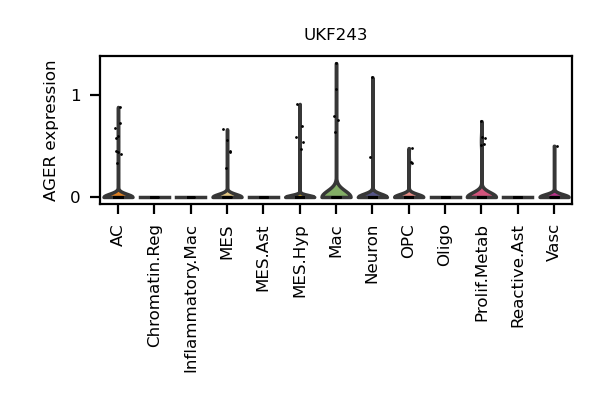 UKF243
AGER expression
1
0
AC
Chromatin.Reg
Inflammatory.Mac
MES
MES.Ast
MES.Hyp
Mac
Neuron
OPC
Oligo
Prolif.Metab
Reactive.Ast
Vasc